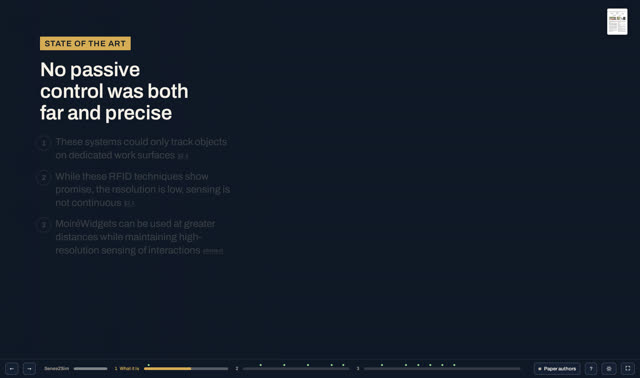 STATE OF THE ART
No passive
control was both
far and precise
1 These systems could only track objects
on dedicated work surfaces
2 While these RFID techniques show
promise, the resolution is low, sensing is
not continuous
3 MoiréWidgets can be used at greater
distances while maintaining high-
resolution sensing of interactions
← → Sense2Sim 1 What it is 2 3 Paper authors ?